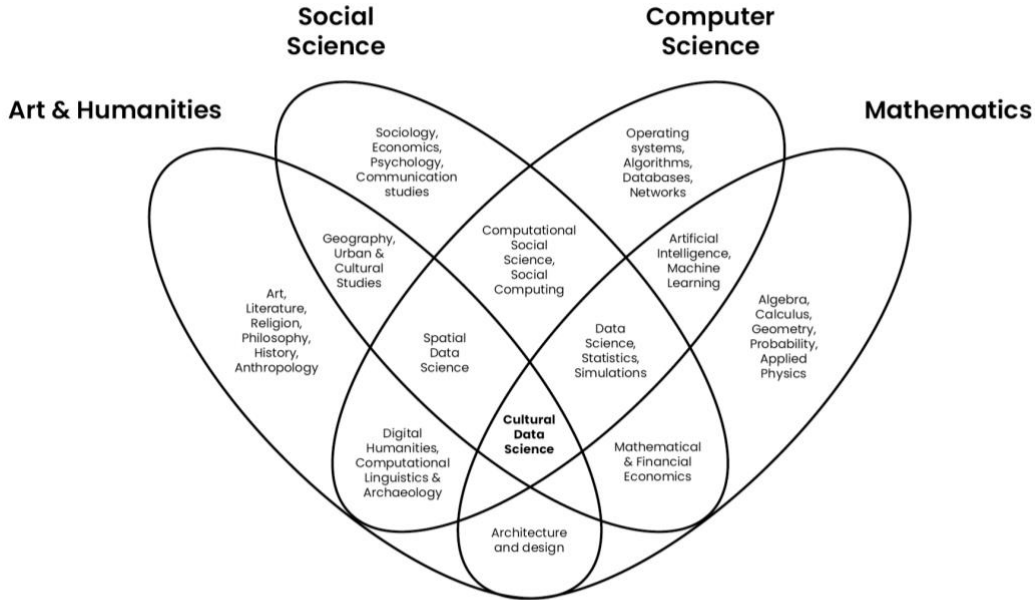 Social
Science
Computer
Science
Art & Humanities
Mathematics
Sociology,
Economics,
Psychology,
Communication
studies
Operating
systems,
Algorithms,
Databases,
Networks
Geography,
Urban &
Cultural
Studies
Computational
Social
Science,
Social
Computing
Artificial
Intelligence,
Machine
Learning
Art,
Literature,
Religion,
Philosophy,
History,
Anthropology
Spatial
Data
Science
Data
Science,
Statistics,
Simulations
Algebra,
Calculus,
Geometry,
Probability,
Applied
Physics
Digital
Humanities,
Computational
Linguistics &
Archaeology
Cultural
Data
Science
Mathematical
& Financial
Economics
Architecture
and design